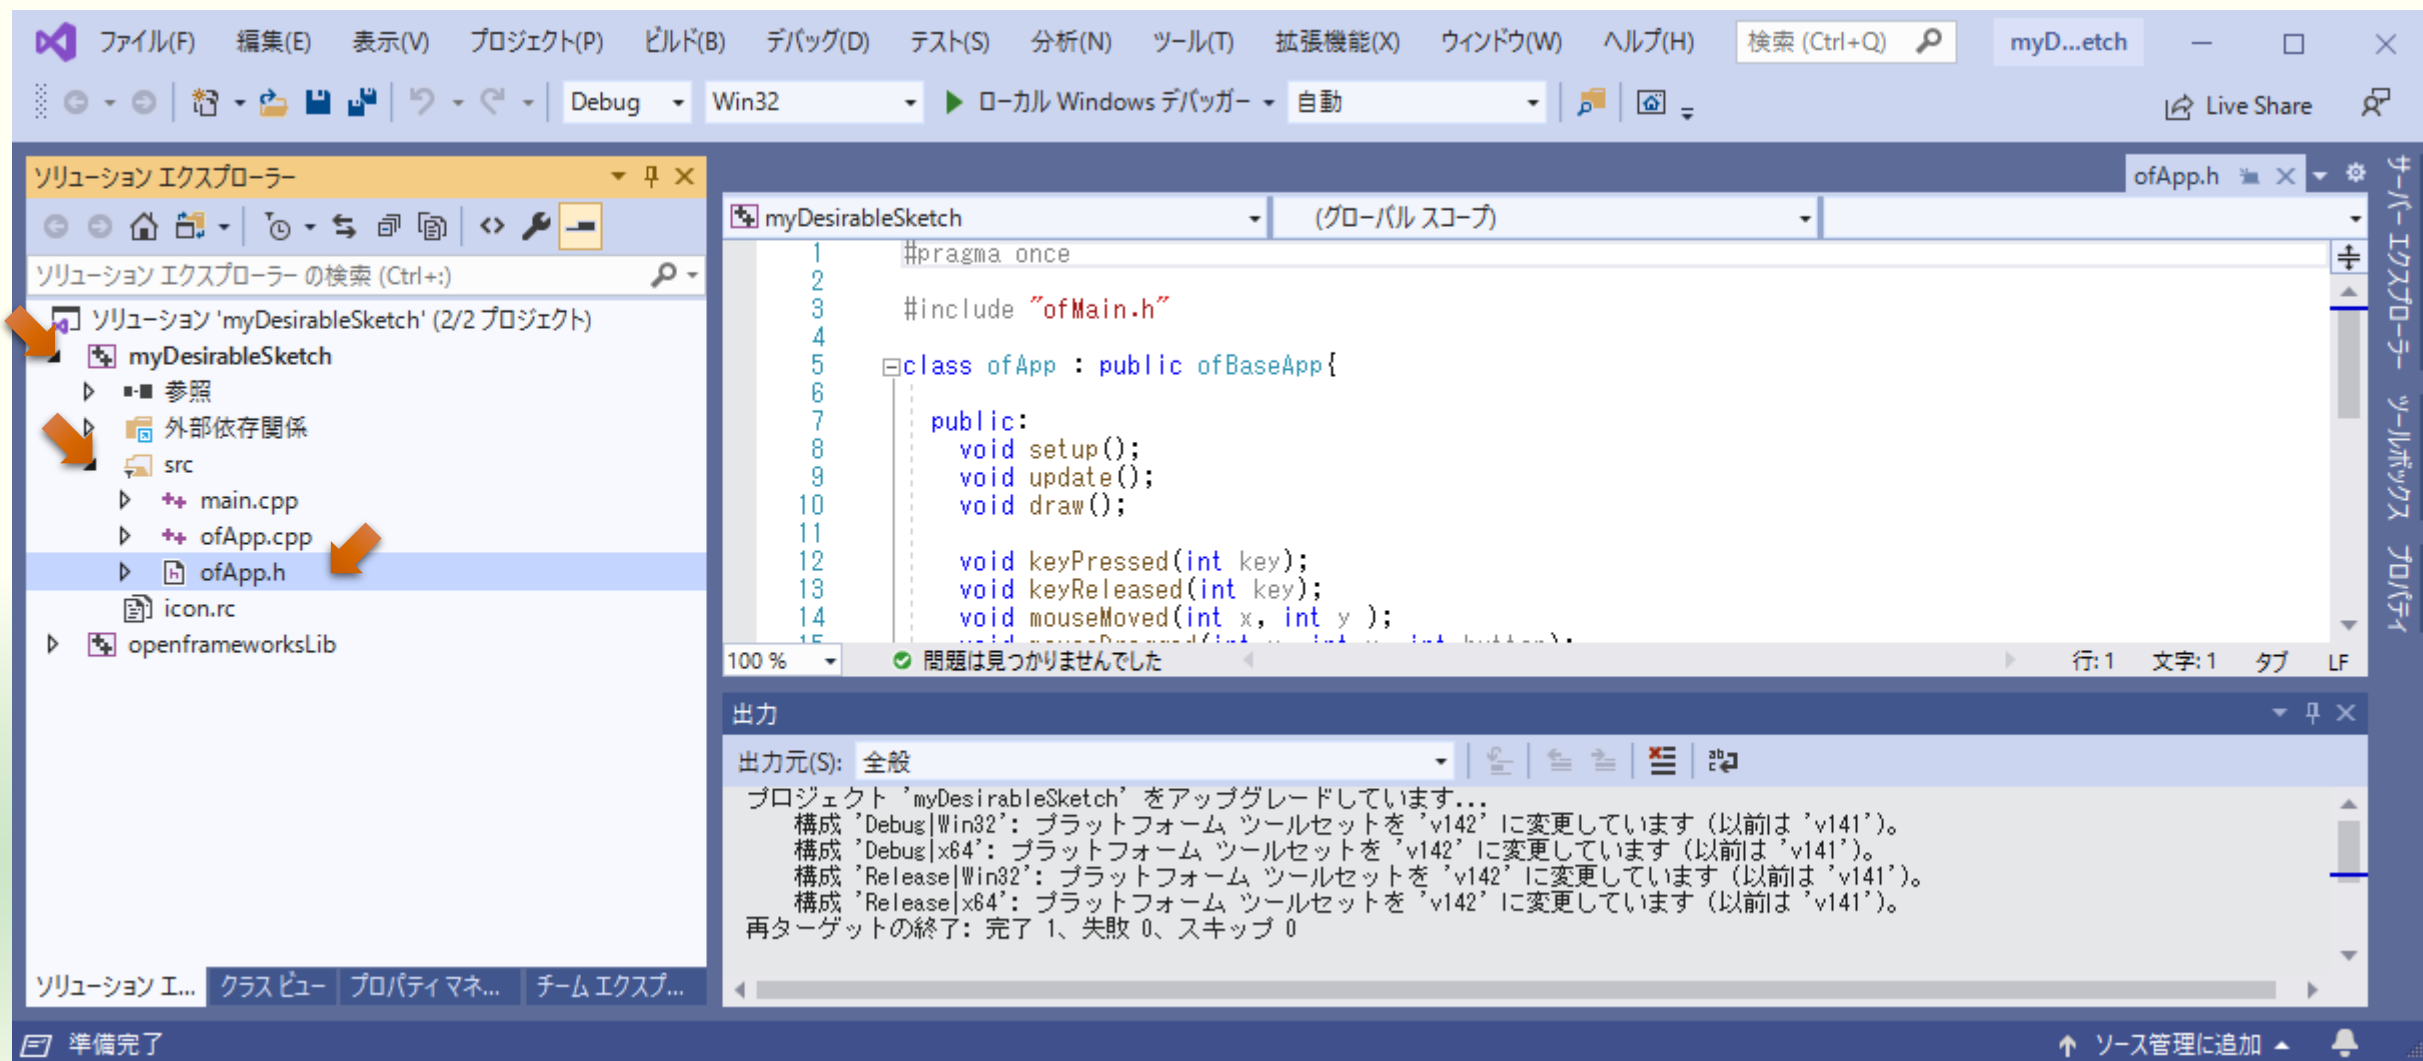 ファイル(F) 編集(E) 表示(V) プロジェクト(P) ビルド(B) デバッグ(D) テスト(S) 分析(N) ツール(T) 拡張機能(X) ウィンドウ(W) ヘルプ(H) 検索 (Ctrl+Q) myD...etch
Debug Win32 ローカル Windows デバッガー 自動 Live Share
ソリューション エクスプローラー
ソリューション エクスプローラー の検索 (Ctrl+:)
ソリューション 'myDesirableSketch' (2/2 プロジェクト)
myDesirableSketch
参照
外部依存関係
src
main.cpp
ofApp.cpp
ofApp.h
icon.rc
openframeworksLib
ソリューション エ... クラス ビュー プロパティ マネ... チーム エクスプ...
ofApp.h
myDesirableSketch (グローバル スコープ)
1 #pragma once
2
3 #include "ofMain.h"
4
5 class ofApp : public ofBaseApp{
6
7 public:
8 void setup();
9 void update();
10 void draw();
11
12 void keyPressed(int key);
13 void keyReleased(int key);
14 void mouseMoved(int x, int y );
15 void mouseDragged(int x, int y, int button);
100 % 問題は見つかりませんでした 行: 1 文字: 1 タブ LF
出力
出力元(S): 全般
プロジェクト 'myDesirableSketch' をアップグレードしています...
構成 'Debug|Win32': プラットフォーム ツールセットを 'v142' に変更しています (以前は 'v141')。
構成 'Debug|x64': プラットフォーム ツールセットを 'v142' に変更しています (以前は 'v141')。
構成 'Release|Win32': プラットフォーム ツールセットを 'v142' に変更しています (以前は 'v141')。
構成 'Release|x64': プラットフォーム ツールセットを 'v142' に変更しています (以前は 'v141')。
再ターゲットの終了: 完了 1、失敗 0、スキップ 0
サーバー エクスプローラー
ツールボックス
プロパティ
準備完了 ソース管理に追加